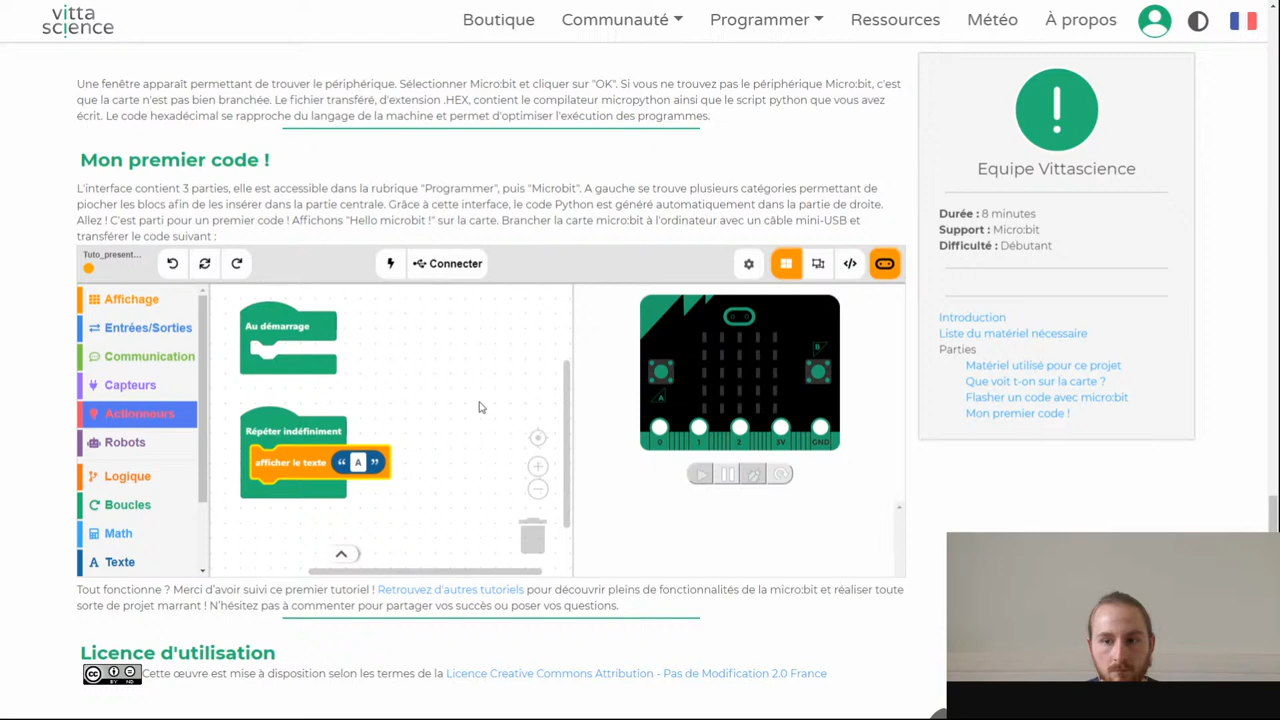 vitta
science
Boutique Communauté Programmer Ressources Météo À propos
Une fenêtre apparaît permettant de trouver le périphérique. Sélectionner Micro:bit et cliquer sur "OK". Si vous ne trouvez pas le périphérique Micro:bit, c'est
que la carte n'est pas bien branchée. Le fichier transféré, d'extension .HEX, contient le compilateur micropython ainsi que le script python que vous avez
écrit. Le code hexadécimal se rapproche du langage de la machine et permet d'optimiser l'exécution des programmes.
Mon premier code !
L'interface contient 3 parties, elle est accessible dans la rubrique "Programmer", puis "Microbit". A gauche se trouve plusieurs catégories permettant de
piocher les blocs afin de les insérer dans la partie centrale. Grâce à cette interface, le code Python est généré automatiquement dans la partie de droite.
Allez ! C'est parti pour un premier code ! Affichons "Hello microbit !" sur la carte. Brancher la carte micro:bit à l'ordinateur avec un câble mini-USB et
transférer le code suivant :
Tuto_present...
Connecter
Affichage
Entrées/Sorties
Communication
Capteurs
Actionneurs
Robots
Logique
Boucles
Math
A Texte
Au démarrage
Répéter indéfiniment
afficher le texte “ A ”
B
A
0 1 2 3V GND
Tout fonctionne ? Merci d'avoir suivi ce premier tutoriel ! Retrouvez d'autres tutoriels pour découvrir pleins de fonctionnalités de la micro:bit et réaliser toute
sorte de projet marrant ! N'hésitez pas à commenter pour partager vos succès ou poser vos questions.
Licence d'utilisation
cc BY ND Cette œuvre est mise à disposition selon les termes de la Licence Creative Commons Attribution - Pas de Modification 2.0 France
!
Equipe Vittascience
Durée : 8 minutes
Support : Micro:bit
Difficulté : Débutant
Introduction
Liste du matériel nécessaire
Parties
Matériel utilisé pour ce projet
Que voit t-on sur la carte ?
Flasher un code avec micro:bit
Mon premier code !